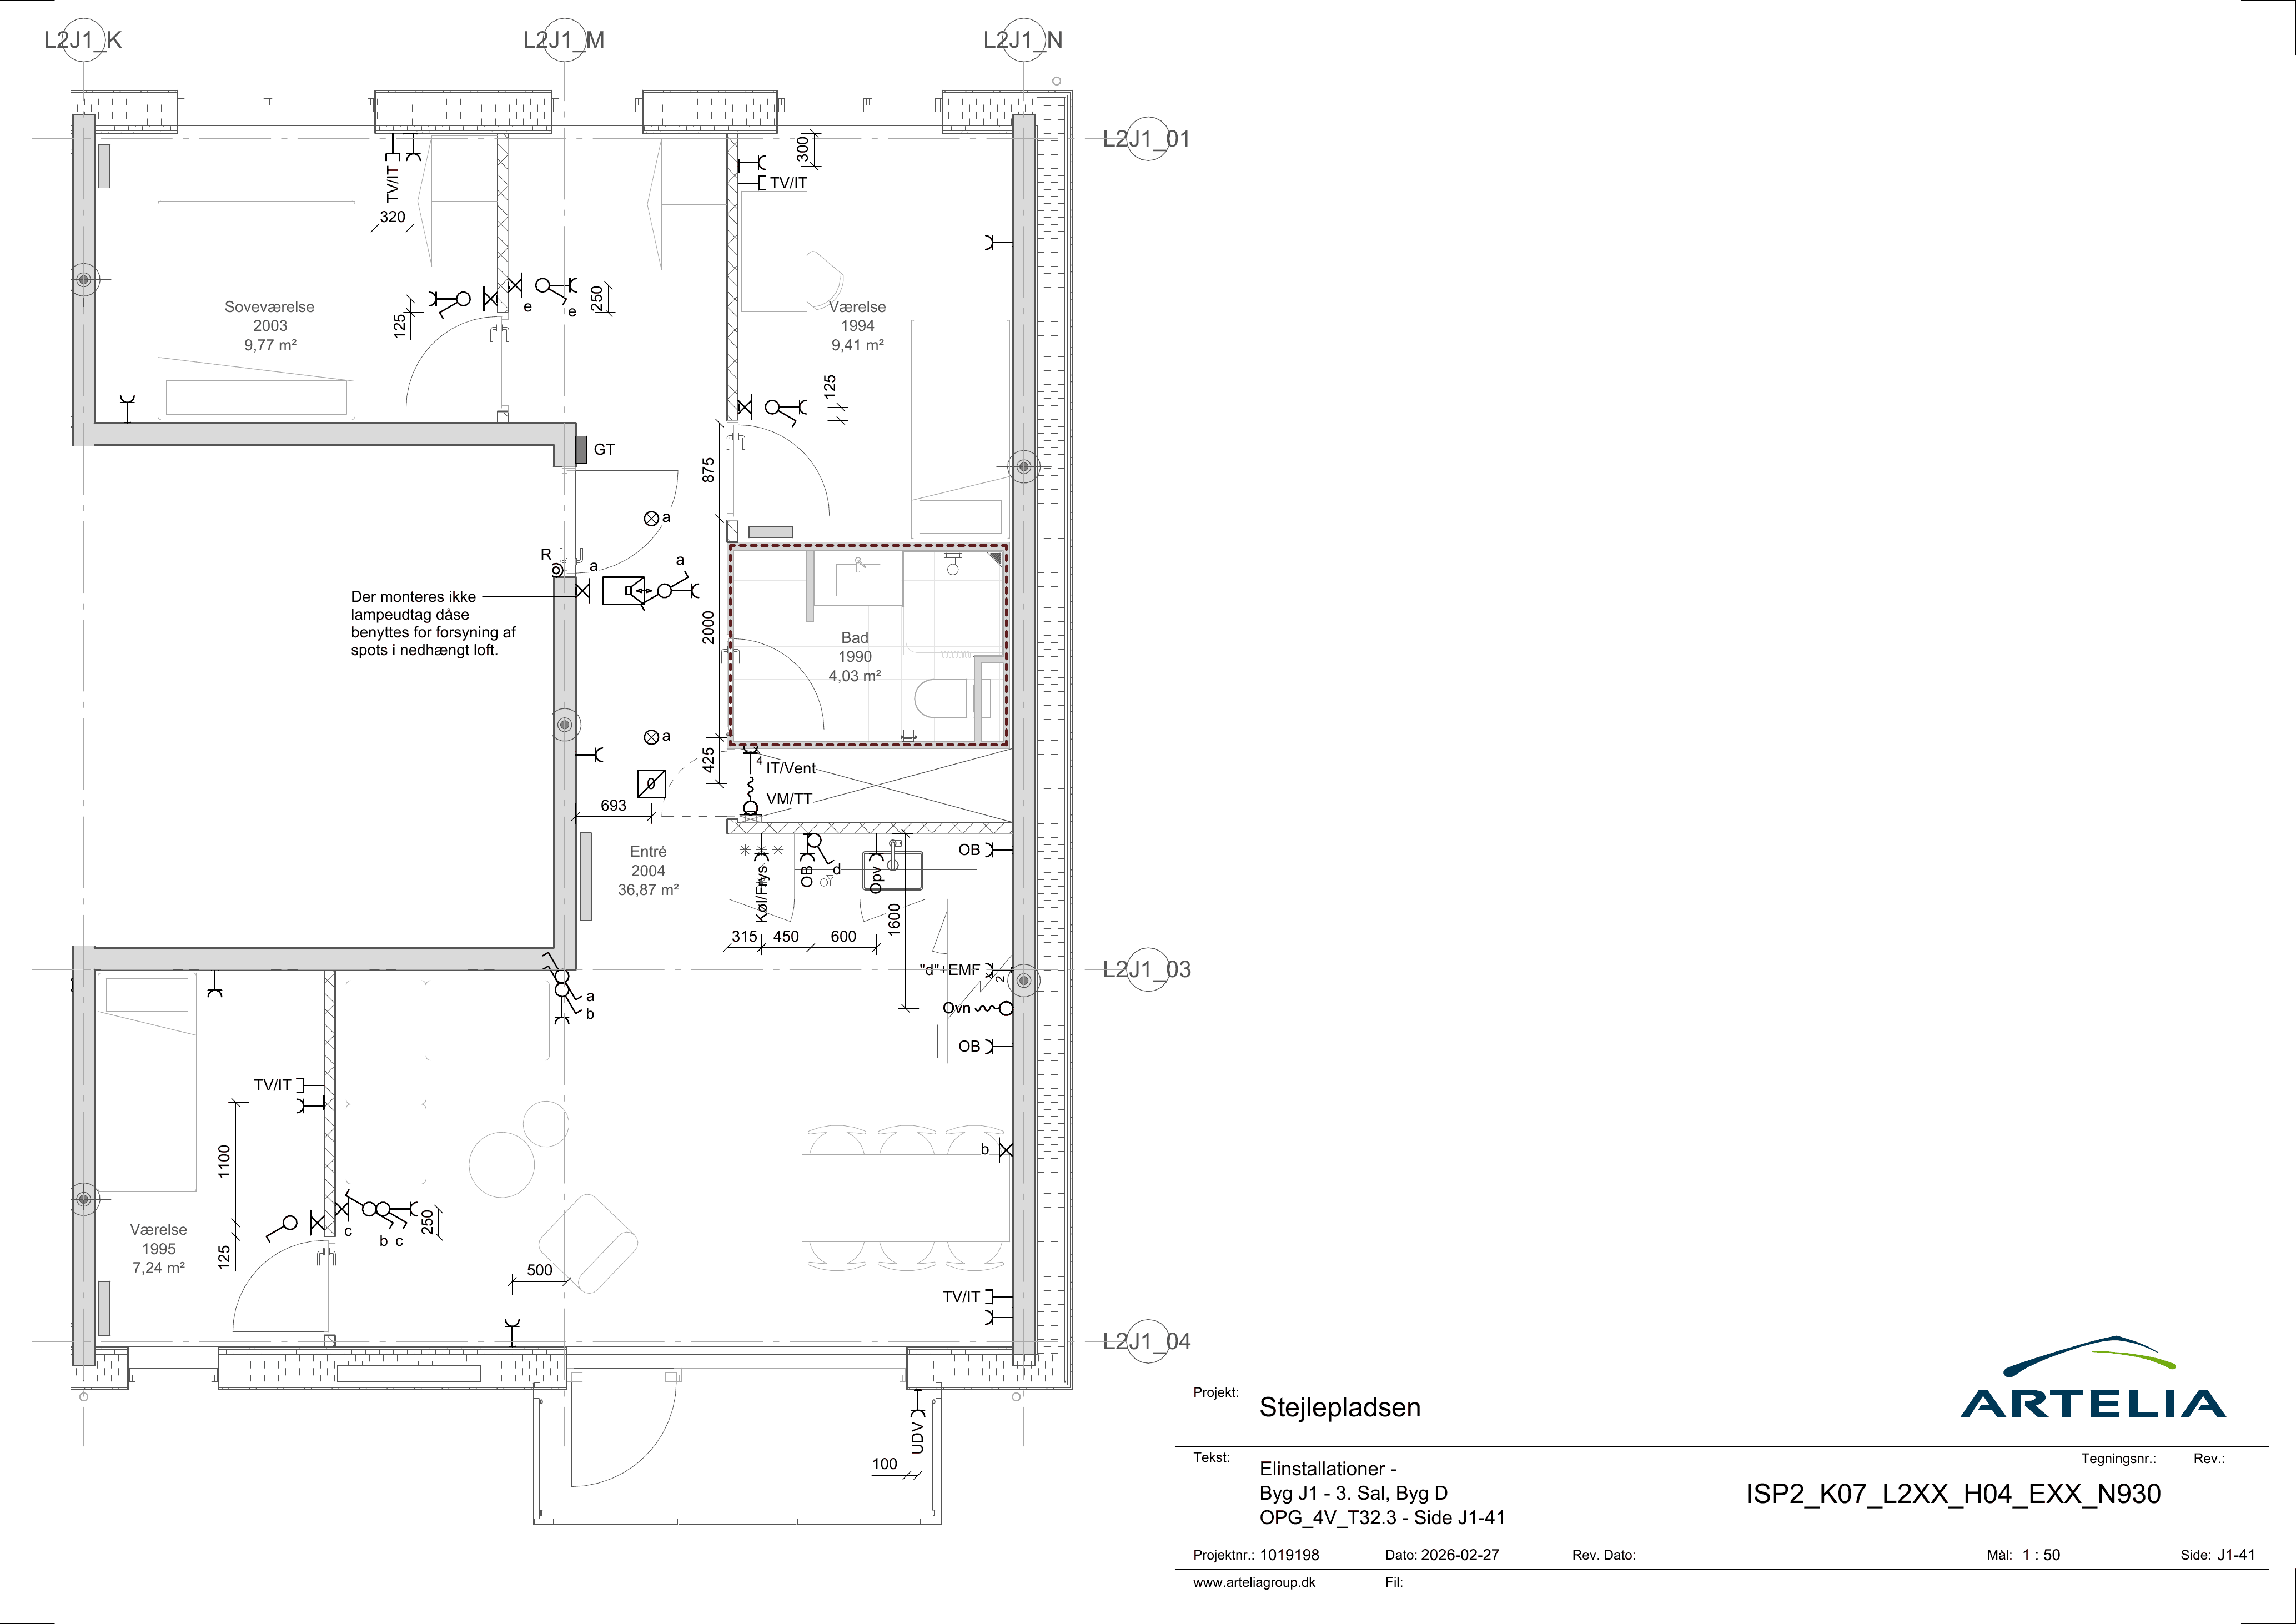 L2J1_K
L2J1_M
L2J1_N
L2J1_01
TV/IT
320
300
TV/IT
Soveværelse
2003
9,77 m²
125
e
e
250
Værelse
1994
9,41 m²
125
GT
875
a
R
a
a
Der monteres ikke
lampeudtag dåse
benyttes for forsyning af
spots i nedhængt loft.
2000
Bad
1990
4,03 m²
a
425
4
IT/Vent
VM/TT
0
693
Entré
2004
36,87 m²
Køl/Frys
OB
d
Opv
OB
1600
315
450
600
"d"+EMF
2
L2J1_03
a
b
Ovn
OB
TV/IT
1100
b
c
b c
250
Værelse
1995
7,24 m²
125
500
TV/IT
L2J1_04
UDV
100
Projekt:
Stejlepladsen
ARTELIA
Tekst:
Elinstallationer -
Byg J1 - 3. Sal, Byg D
OPG_4V_T32.3 - Side J1-41
Tegningsnr.:
Rev.:
ISP2_K07_L2XX_H04_EXX_N930
Projektnr.: 1019198
Dato: 2026-02-27
Rev. Dato:
Mål: 1 : 50
Side: J1-41
www.arteliagroup.dk
Fil: